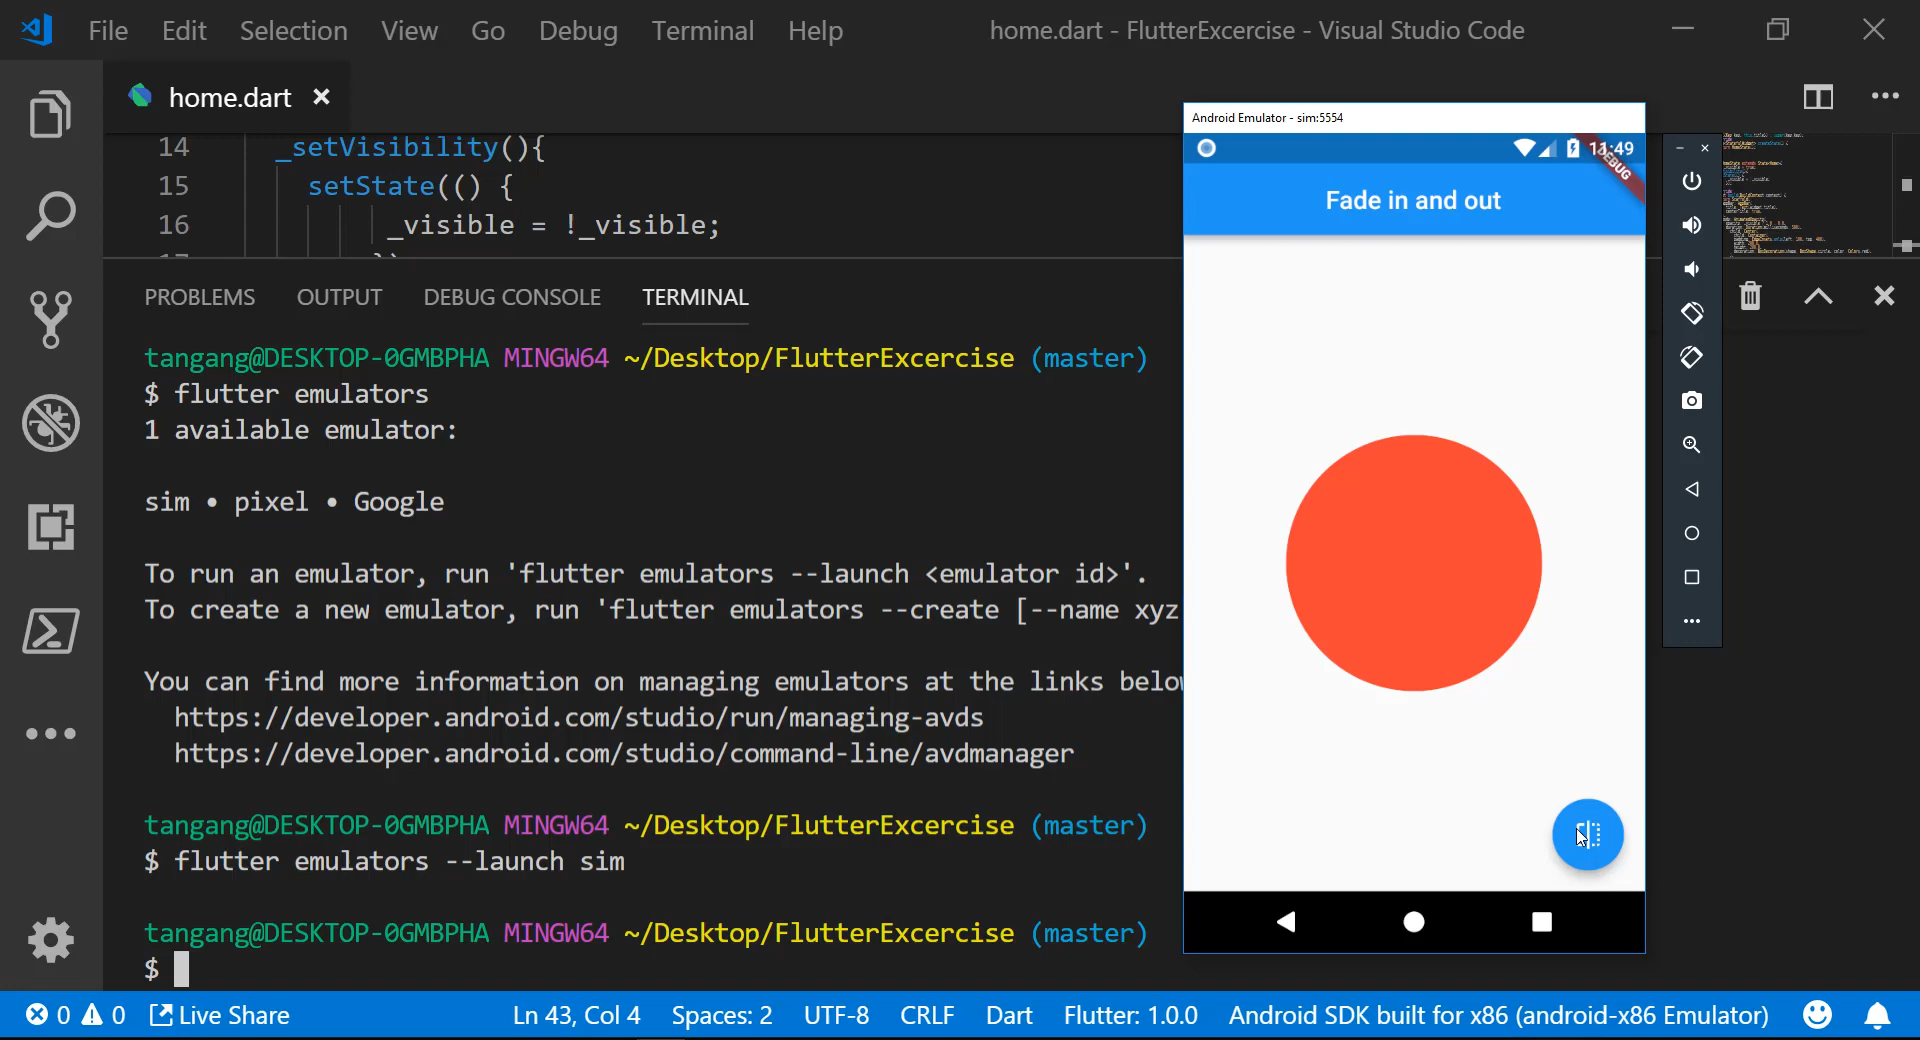 File Edit Selection View Go Debug Terminal Help
home.dart - FlutterExcercise - Visual Studio Code
home.dart
14 _setVisibility(){
15 setState(() {
16 _visible = !_visible;
PROBLEMS OUTPUT DEBUG CONSOLE TERMINAL
tangang@DESKTOP-0GMBPHA MINGW64 ~/Desktop/FlutterExcercise (master)
$ flutter emulators
1 available emulator:
sim • pixel • Google
To run an emulator, run 'flutter emulators --launch <emulator id>'.
To create a new emulator, run 'flutter emulators --create [--name xyz
You can find more information on managing emulators at the links below
https://developer.android.com/studio/run/managing-avds
https://developer.android.com/studio/command-line/avdmanager
tangang@DESKTOP-0GMBPHA MINGW64 ~/Desktop/FlutterExcercise (master)
$ flutter emulators --launch sim
tangang@DESKTOP-0GMBPHA MINGW64 ~/Desktop/FlutterExcercise (master)
$
Android Emulator - sim:5554
11:49
DEBUG
Fade in and out
0 0 Live Share
Ln 43, Col 4 Spaces: 2 UTF-8 CRLF Dart Flutter: 1.0.0 Android SDK built for x86 (android-x86 Emulator)